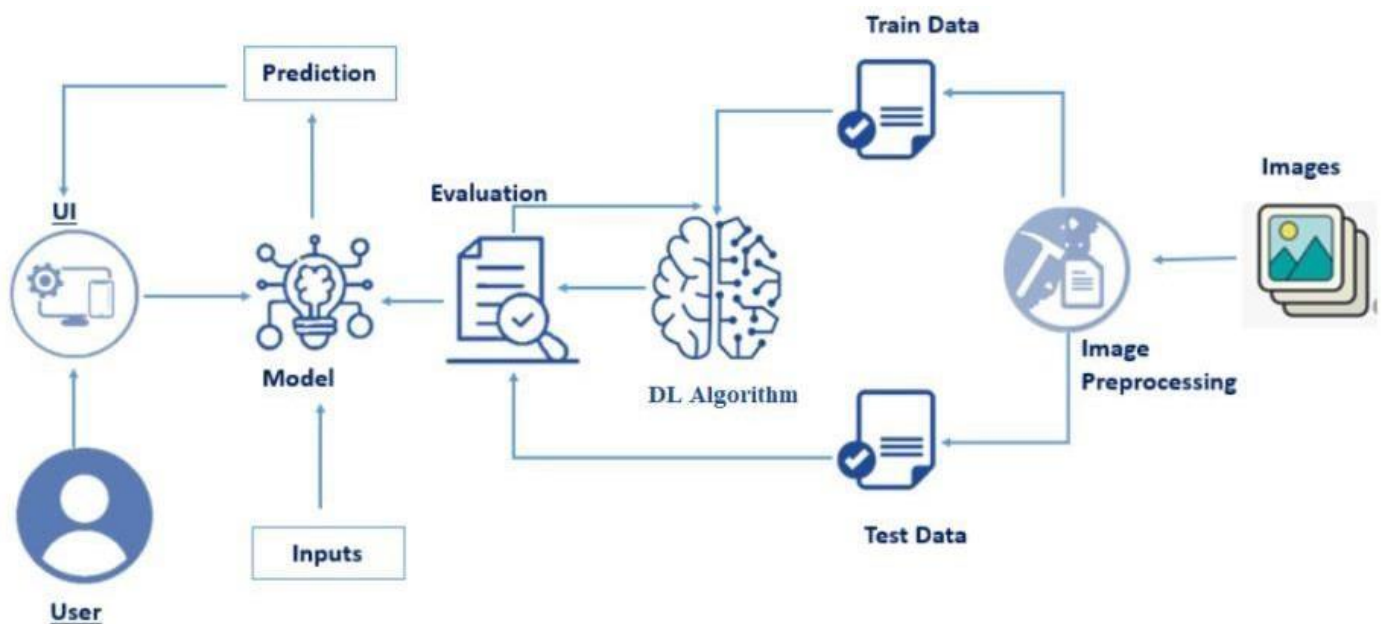 Train Data
Prediction
Images
Evaluation
UI
Image
Preprocessing
Model
DL Algorithm
Test Data
Inputs
User